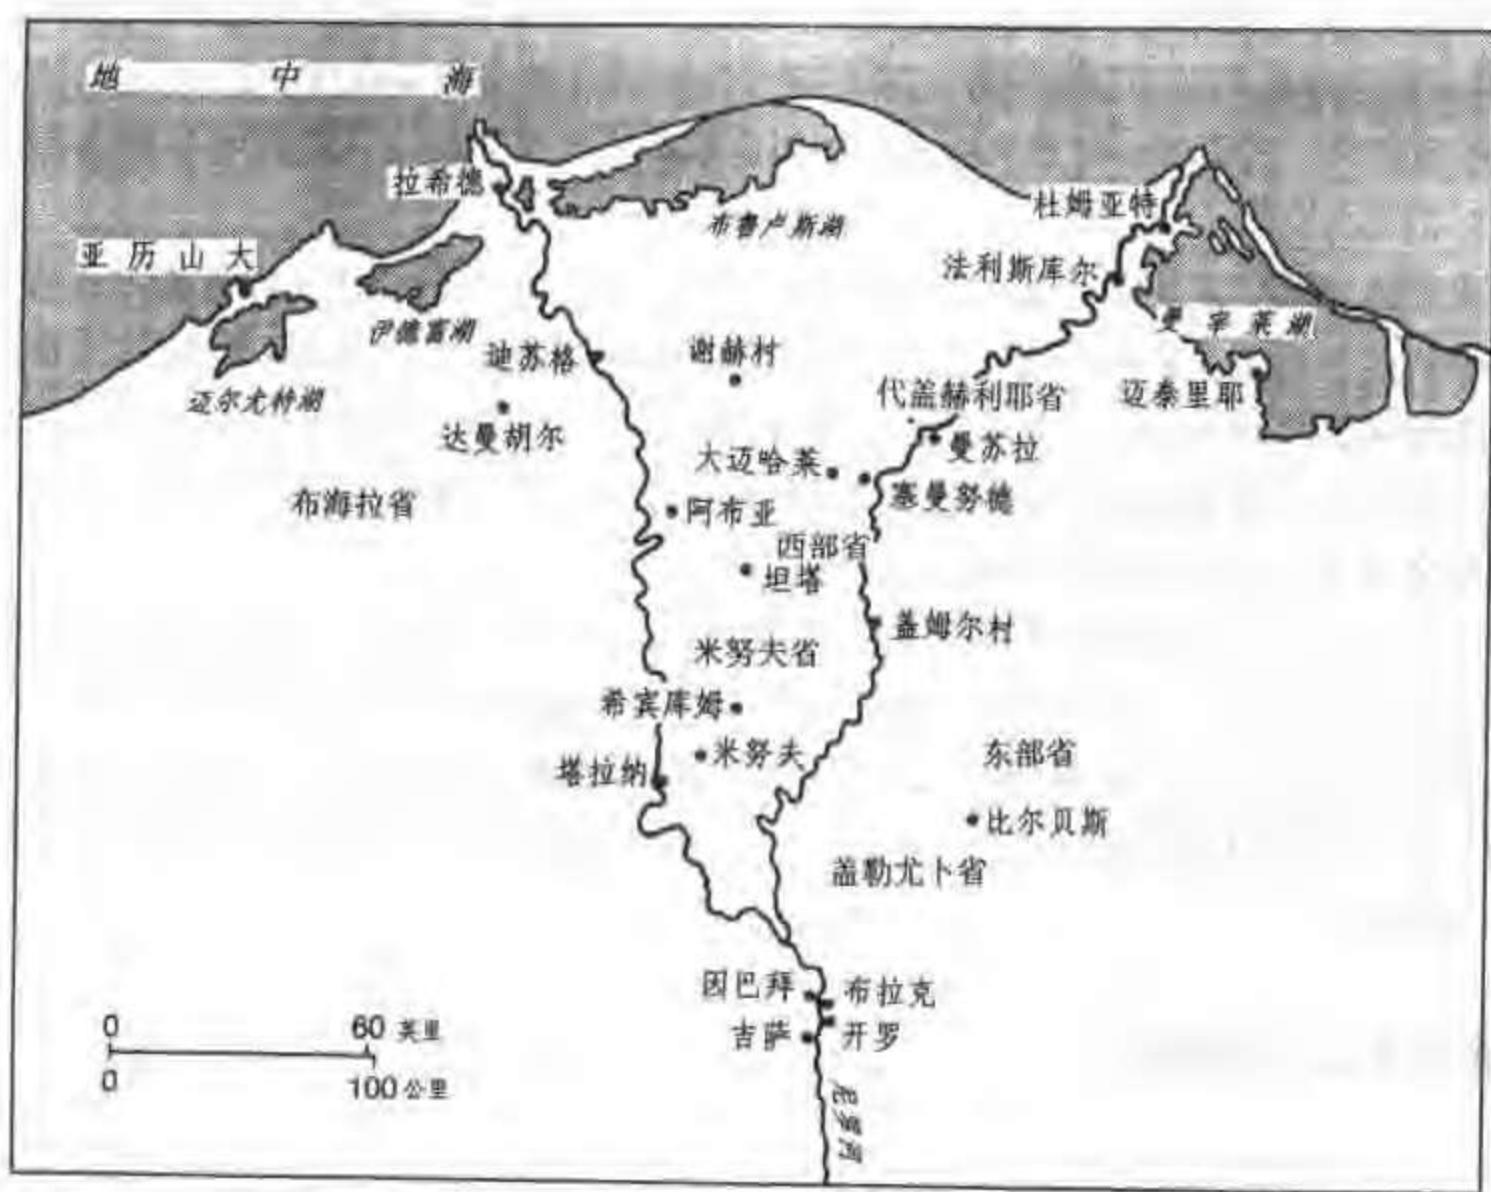 地中海
拉希德
杜姆亚特
布鲁卢斯湖
亚历山大
法利斯库尔
曼宰莱湖
伊德富湖
迪苏格
谢赫村
迈尔尤特湖
代盖赫利耶省
迈泰里耶
达曼胡尔
曼苏拉
大迈哈莱
塞曼努德
布海拉省
阿布亚
西部省
坦塔
盖姆尔村
米努夫省
希宾库姆
米努夫
东部省
塔拉纳
比尔贝斯
盖勒尤卜省
因巴拜
布拉克
吉萨
开罗
0 60 英里
0 100 公里
尼罗河